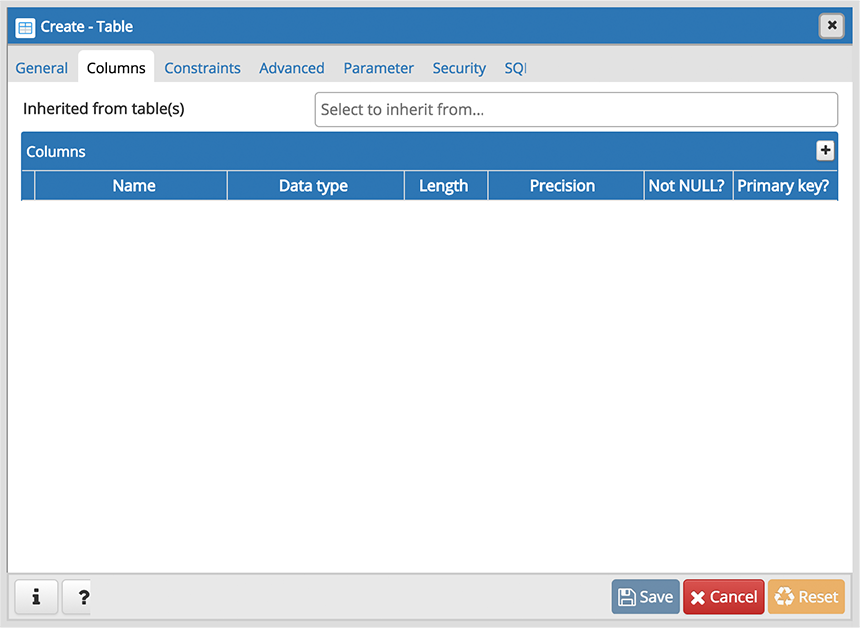 Create - Table
General Columns Constraints Advanced Parameter Security SQ
Inherited from table(s) Select to inherit from...
Columns
Name Data type Length Precision Not NULL? Primary key?
i ? Save Cancel Reset